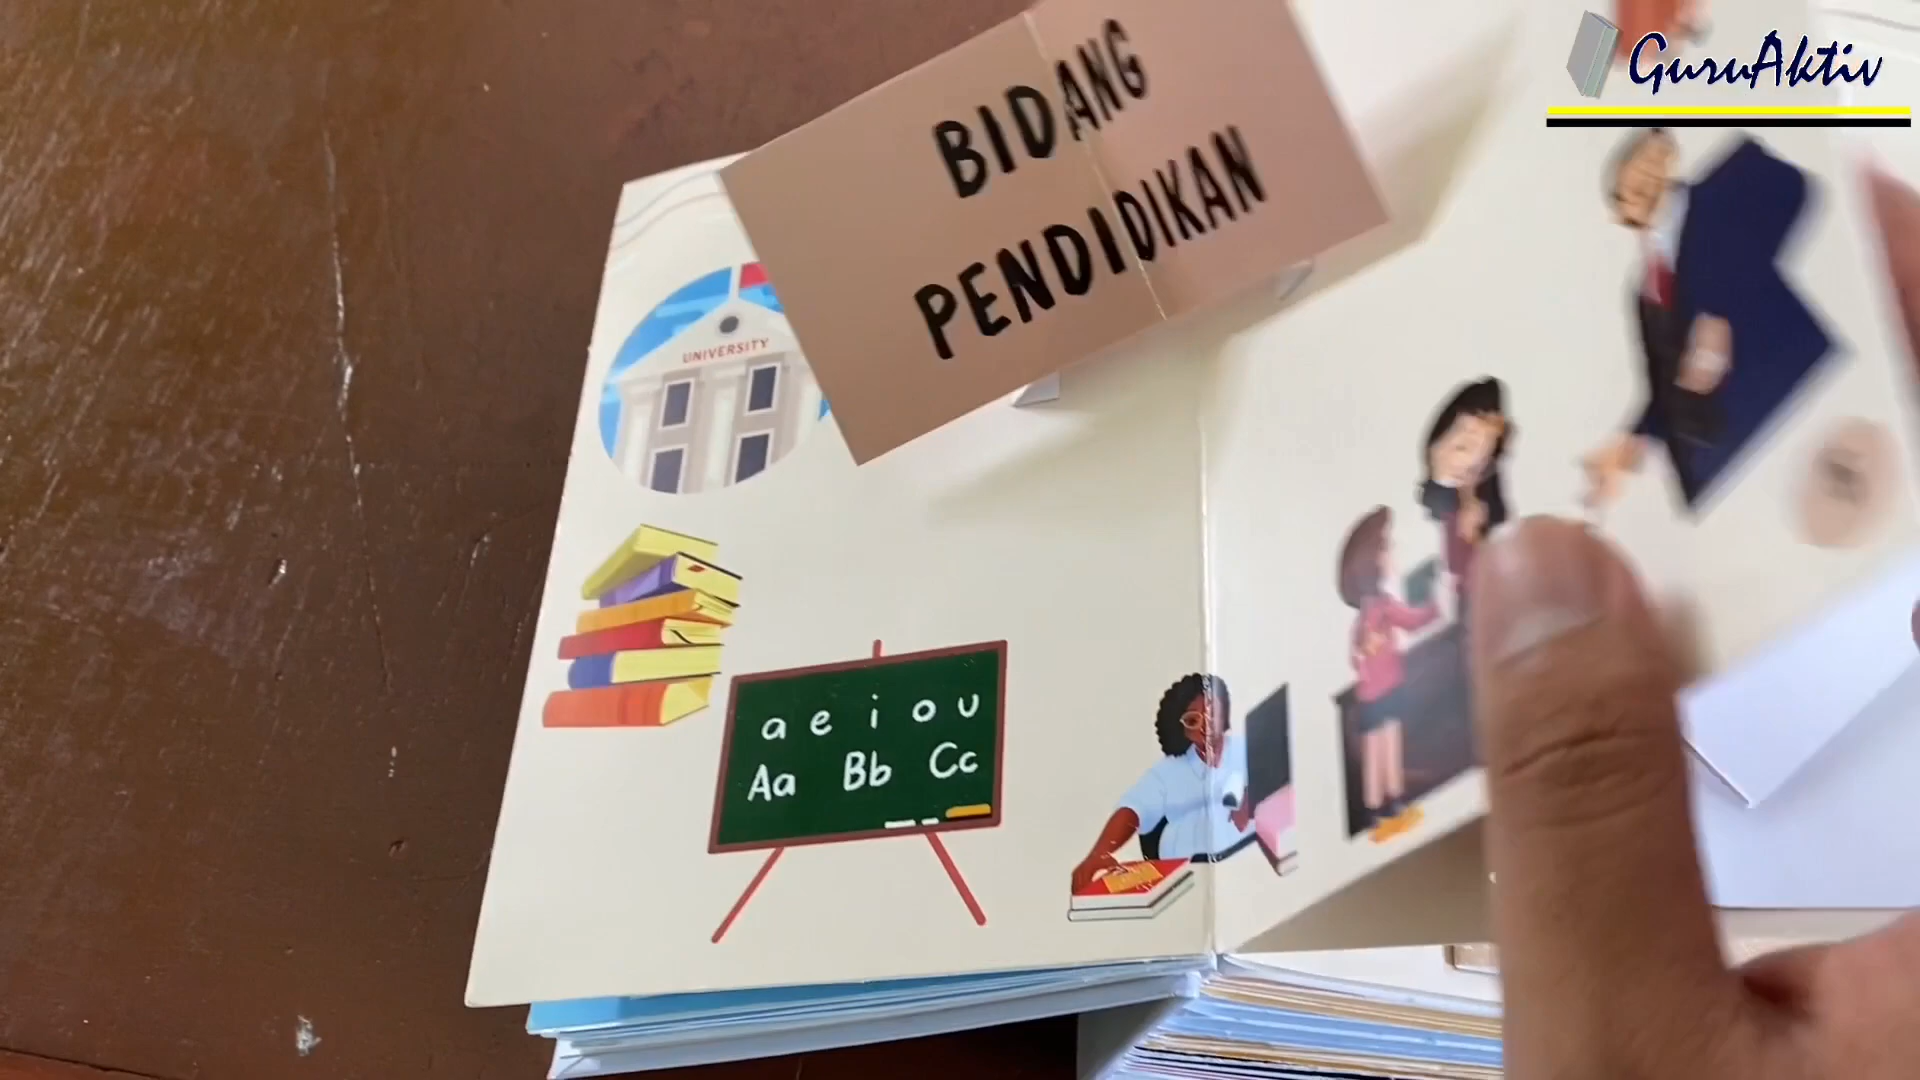 GuruAktiv
BIDANG
PENDIDIKAN
UNIVERSITY
a e i o u
Aa Bb Cc